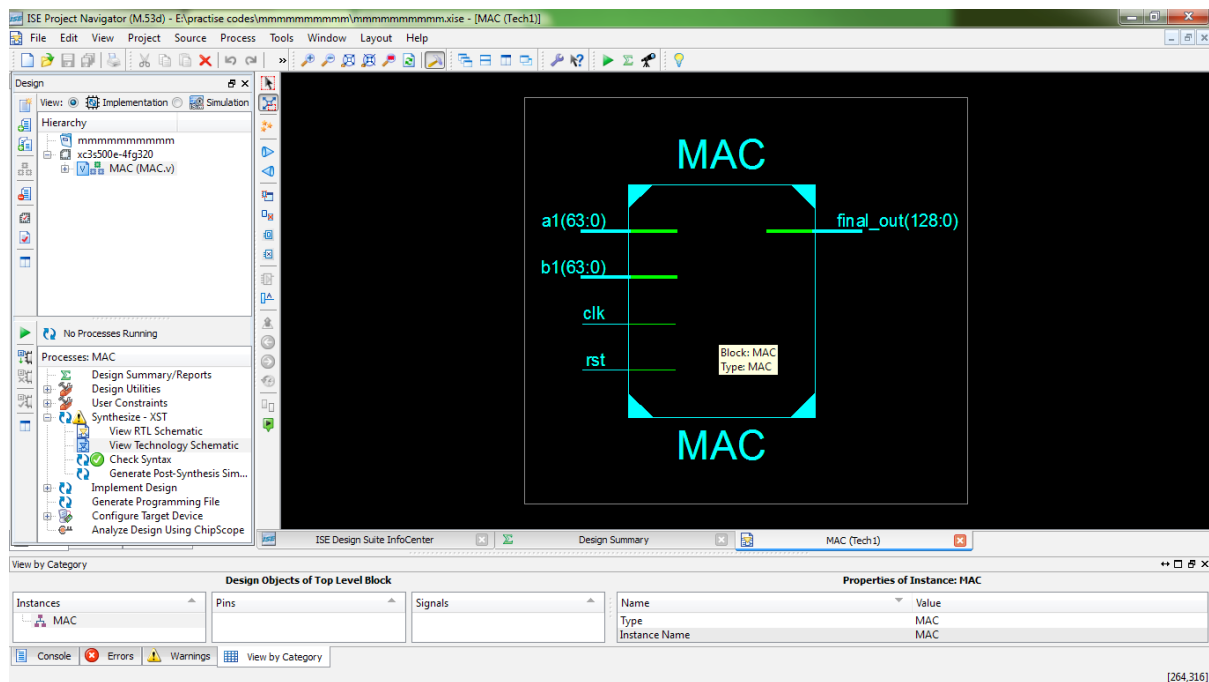 ISE Project Navigator (M.53d) - E:\practise codes\mmmmmmmmmmm\mmmmmmmmmmm.xise - [MAC (Tech1)]
File Edit View Project Source Process Tools Window Layout Help
Design
View: Implementation Simulation
Hierarchy
mmmmmmmmmmm
xc3s500e-4fg320
MAC (MAC.v)
No Processes Running
Processes: MAC
Design Summary/Reports
Design Utilities
User Constraints
Synthesize - XST
View RTL Schematic
View Technology Schematic
Check Syntax
Generate Post-Synthesis Sim...
Implement Design
Generate Programming File
Configure Target Device
Analyze Design Using ChipScope
MAC
a1(63:0)
final_out(128:0)
b1(63:0)
clk
rst
Block: MAC
Type: MAC
MAC
ISE Design Suite InfoCenter
Design Summary
MAC (Tech1)
View by Category
Design Objects of Top Level Block
Properties of Instance: MAC
Instances Pins Signals Name Value
MAC
Type MAC
Instance Name MAC
Console Errors Warnings View by Category
[264,316]